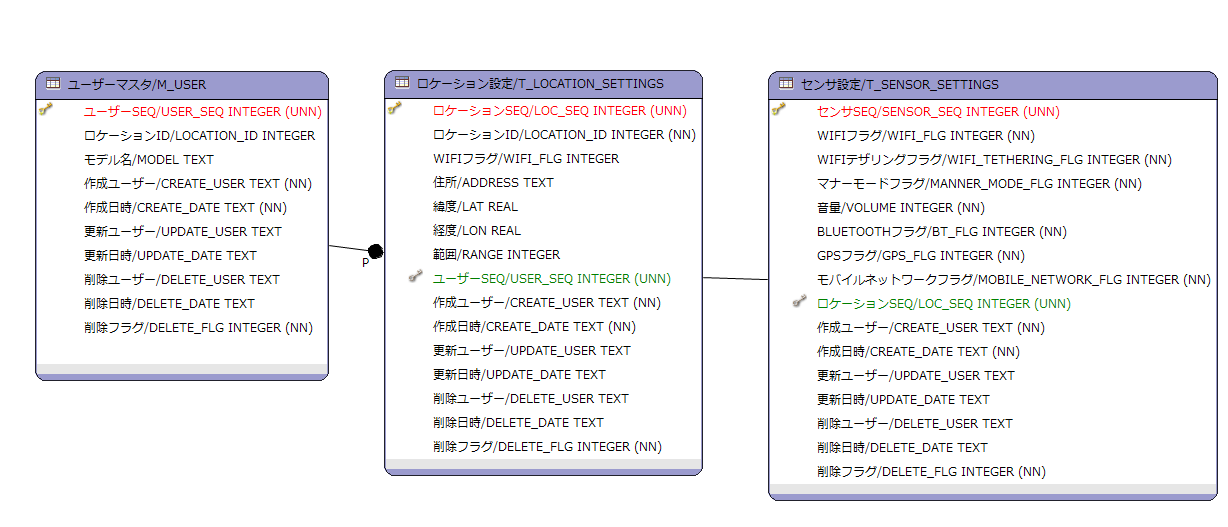 ユーザーマスタ/M_USER
ユーザーSEQ/USER_SEQ INTEGER (UNN)
ロケーションID/LOCATION_ID INTEGER
モデル名/MODEL TEXT
作成ユーザー/CREATE_USER TEXT (NN)
作成日時/CREATE_DATE TEXT (NN)
更新ユーザー/UPDATE_USER TEXT
更新日時/UPDATE_DATE TEXT
削除ユーザー/DELETE_USER TEXT
削除日時/DELETE_DATE TEXT
削除フラグ/DELETE_FLG INTEGER (NN)
P
ロケーション設定/T_LOCATION_SETTINGS
ロケーションSEQ/LOC_SEQ INTEGER (UNN)
ロケーションID/LOCATION_ID INTEGER (NN)
WIFIフラグ/WIFI_FLG INTEGER
住所/ADDRESS TEXT
緯度/LAT REAL
経度/LON REAL
範囲/RANGE INTEGER
ユーザーSEQ/USER_SEQ INTEGER (UNN)
作成ユーザー/CREATE_USER TEXT (NN)
作成日時/CREATE_DATE TEXT (NN)
更新ユーザー/UPDATE_USER TEXT
更新日時/UPDATE_DATE TEXT
削除ユーザー/DELETE_USER TEXT
削除日時/DELETE_DATE TEXT
削除フラグ/DELETE_FLG INTEGER (NN)
センサ設定/T_SENSOR_SETTINGS
センサSEQ/SENSOR_SEQ INTEGER (UNN)
WIFIフラグ/WIFI_FLG INTEGER (NN)
WIFIテザリングフラグ/WIFI_TETHERING_FLG INTEGER (NN)
マナーモードフラグ/MANNER_MODE_FLG INTEGER (NN)
音量/VOLUME INTEGER (NN)
BLUETOOTHフラグ/BT_FLG INTEGER (NN)
GPSフラグ/GPS_FLG INTEGER (NN)
モバイルネットワークフラグ/MOBILE_NETWORK_FLG INTEGER (NN)
ロケーションSEQ/LOC_SEQ INTEGER (UNN)
作成ユーザー/CREATE_USER TEXT (NN)
作成日時/CREATE_DATE TEXT (NN)
更新ユーザー/UPDATE_USER TEXT
更新日時/UPDATE_DATE TEXT
削除ユーザー/DELETE_USER TEXT
削除日時/DELETE_DATE TEXT
削除フラグ/DELETE_FLG INTEGER (NN)